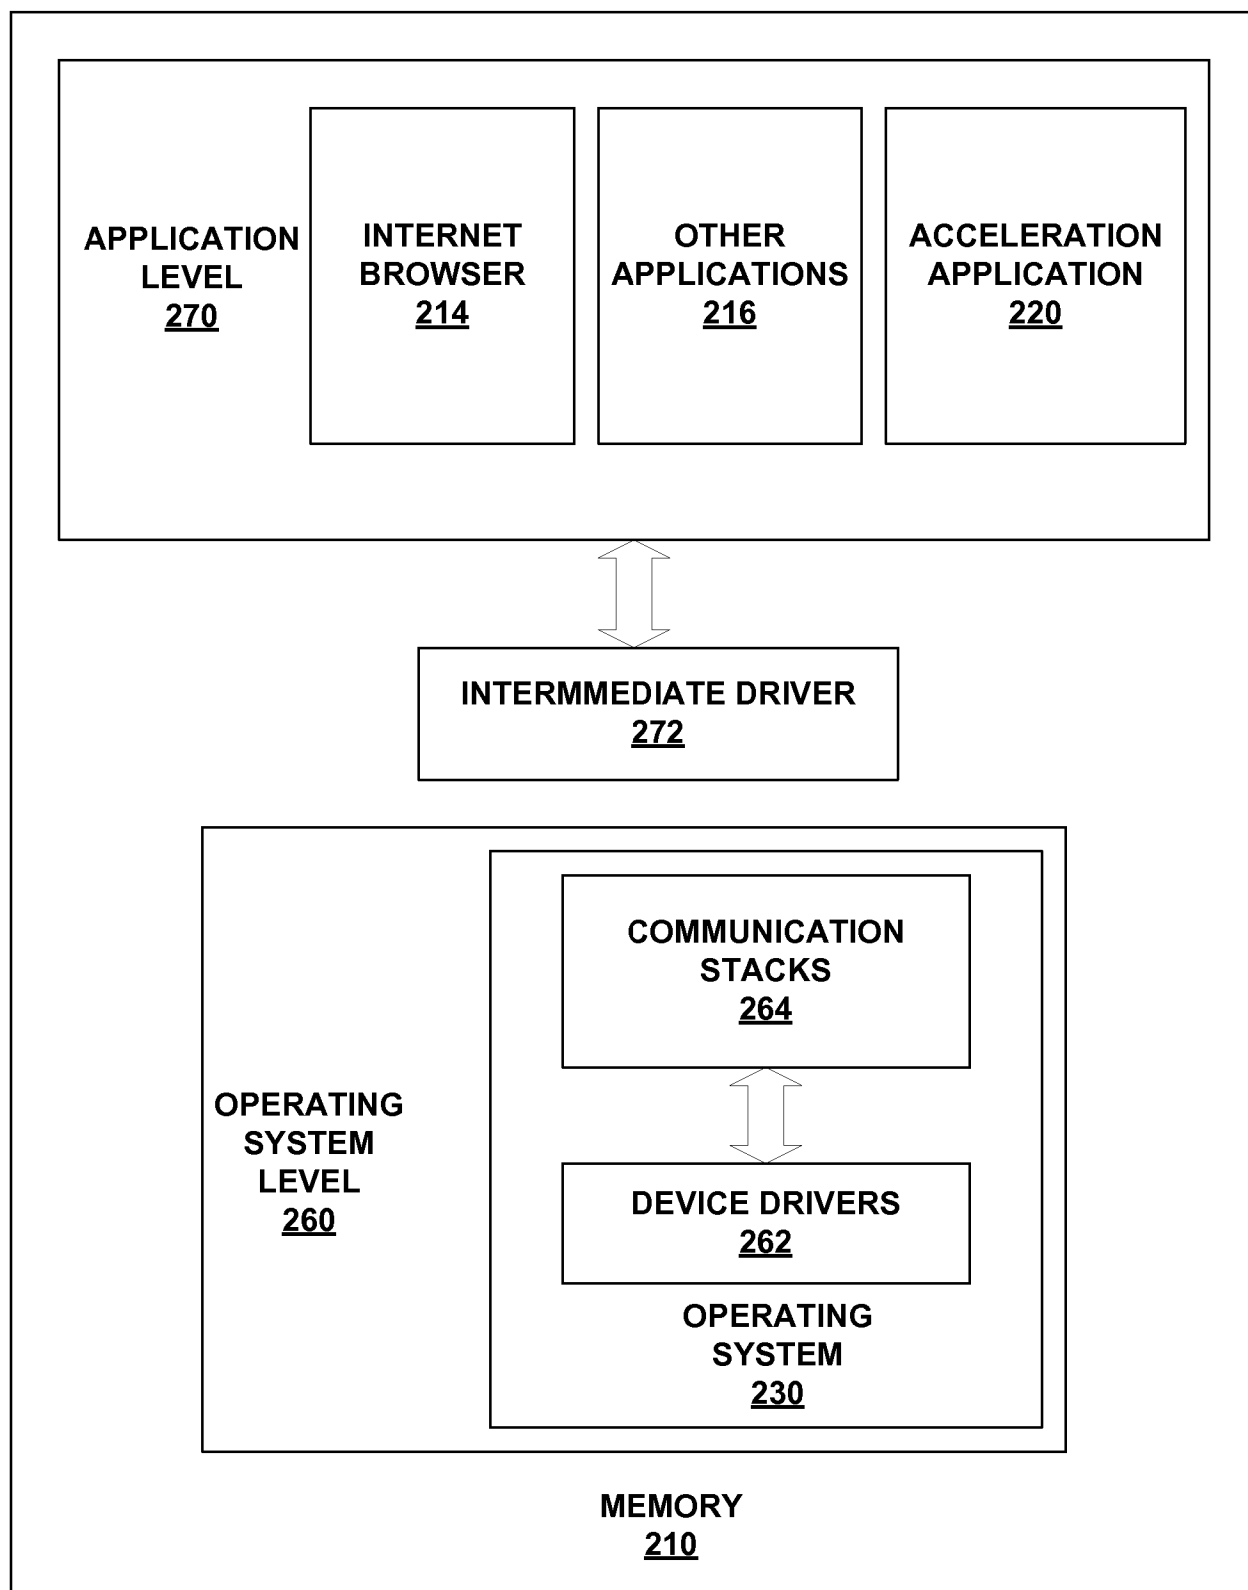 APPLICATION
LEVEL
270
INTERNET
BROWSER
214
OTHER
APPLICATIONS
216
ACCELERATION
APPLICATION
220
INTERMMEDIATE DRIVER
272
OPERATING
SYSTEM
LEVEL
260
COMMUNICATION
STACKS
264
DEVICE DRIVERS
262
OPERATING
SYSTEM
230
MEMORY
210